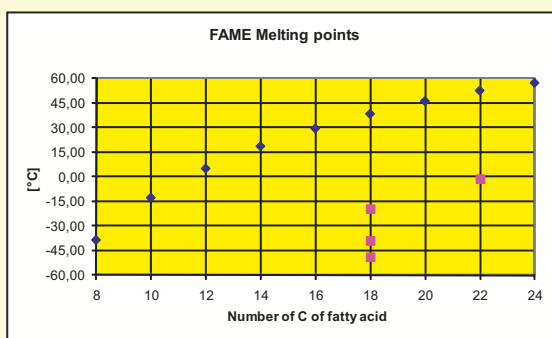 FAME Melting points
60,00
45,00
30,00
15,00
0,00
-15,00
-30,00
-45,00
-60,00
[°C]
8 10 12 14 16 18 20 22 24
Number of C of fatty acid